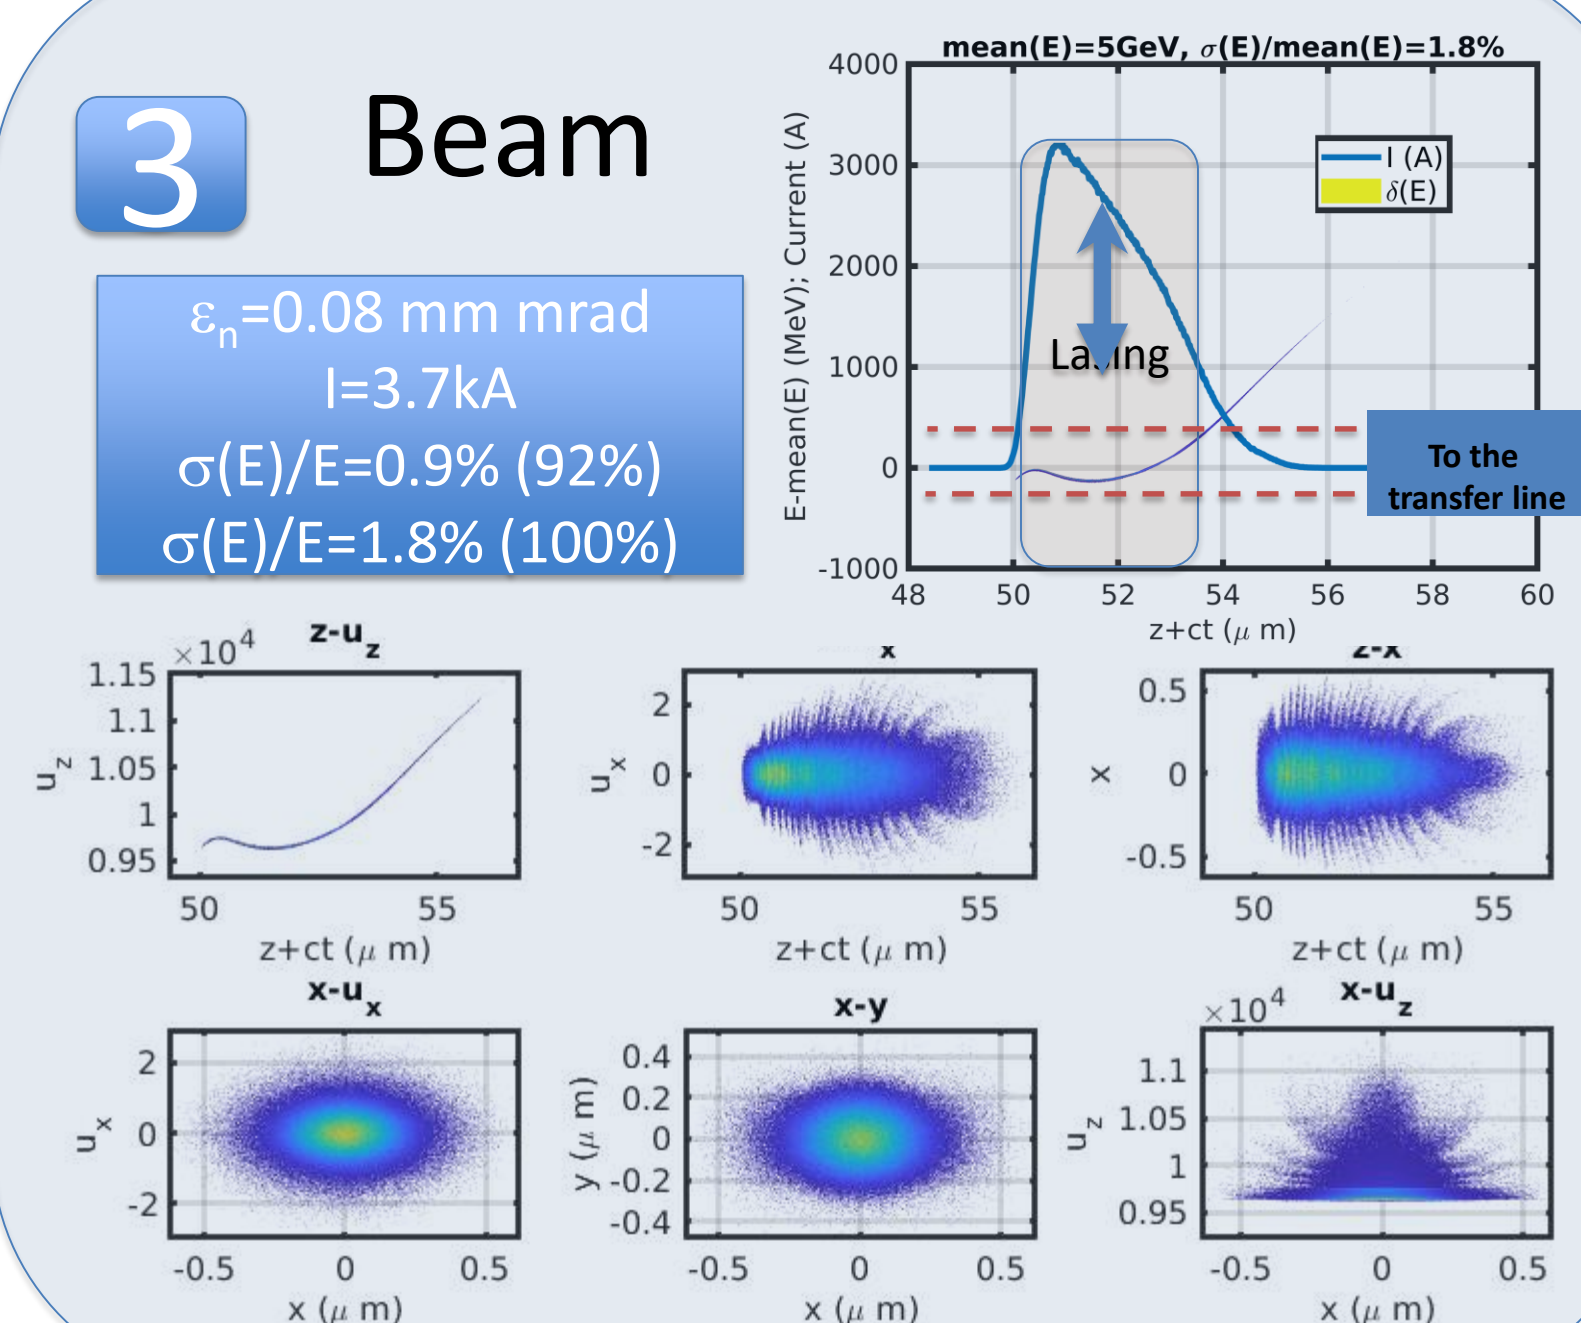 3
Beam
εn=0.08 mm mrad
I=3.7kA
σ(E)/E=0.9% (92%)
σ(E)/E=1.8% (100%)
mean(E)=5GeV, σ(E)/mean(E)=1.8%
E-mean(E) (MeV); Current (A)
4000
3000
2000
1000
0
-1000
I (A)
δ(E)
Lasing
To the
transfer line
48 50 52 54 56 58 60
z+ct (μ m)
z-uz
×10^4
uz
1.15
1.1
1.05
1
0.95
50 55
z+ct (μ m)
x
ux
2
0
-2
50 55
z+ct (μ m)
z-x
x
0.5
0
-0.5
50 55
z+ct (μ m)
x-ux
ux
2
0
-2
-0.5 0 0.5
x (μ m)
x-y
y (μ m)
0.4
0.2
0
-0.2
-0.4
-0.5 0 0.5
x (μ m)
x-uz
×10^4
uz
1.1
1.05
1
0.95
-0.5 0 0.5
x (μ m)